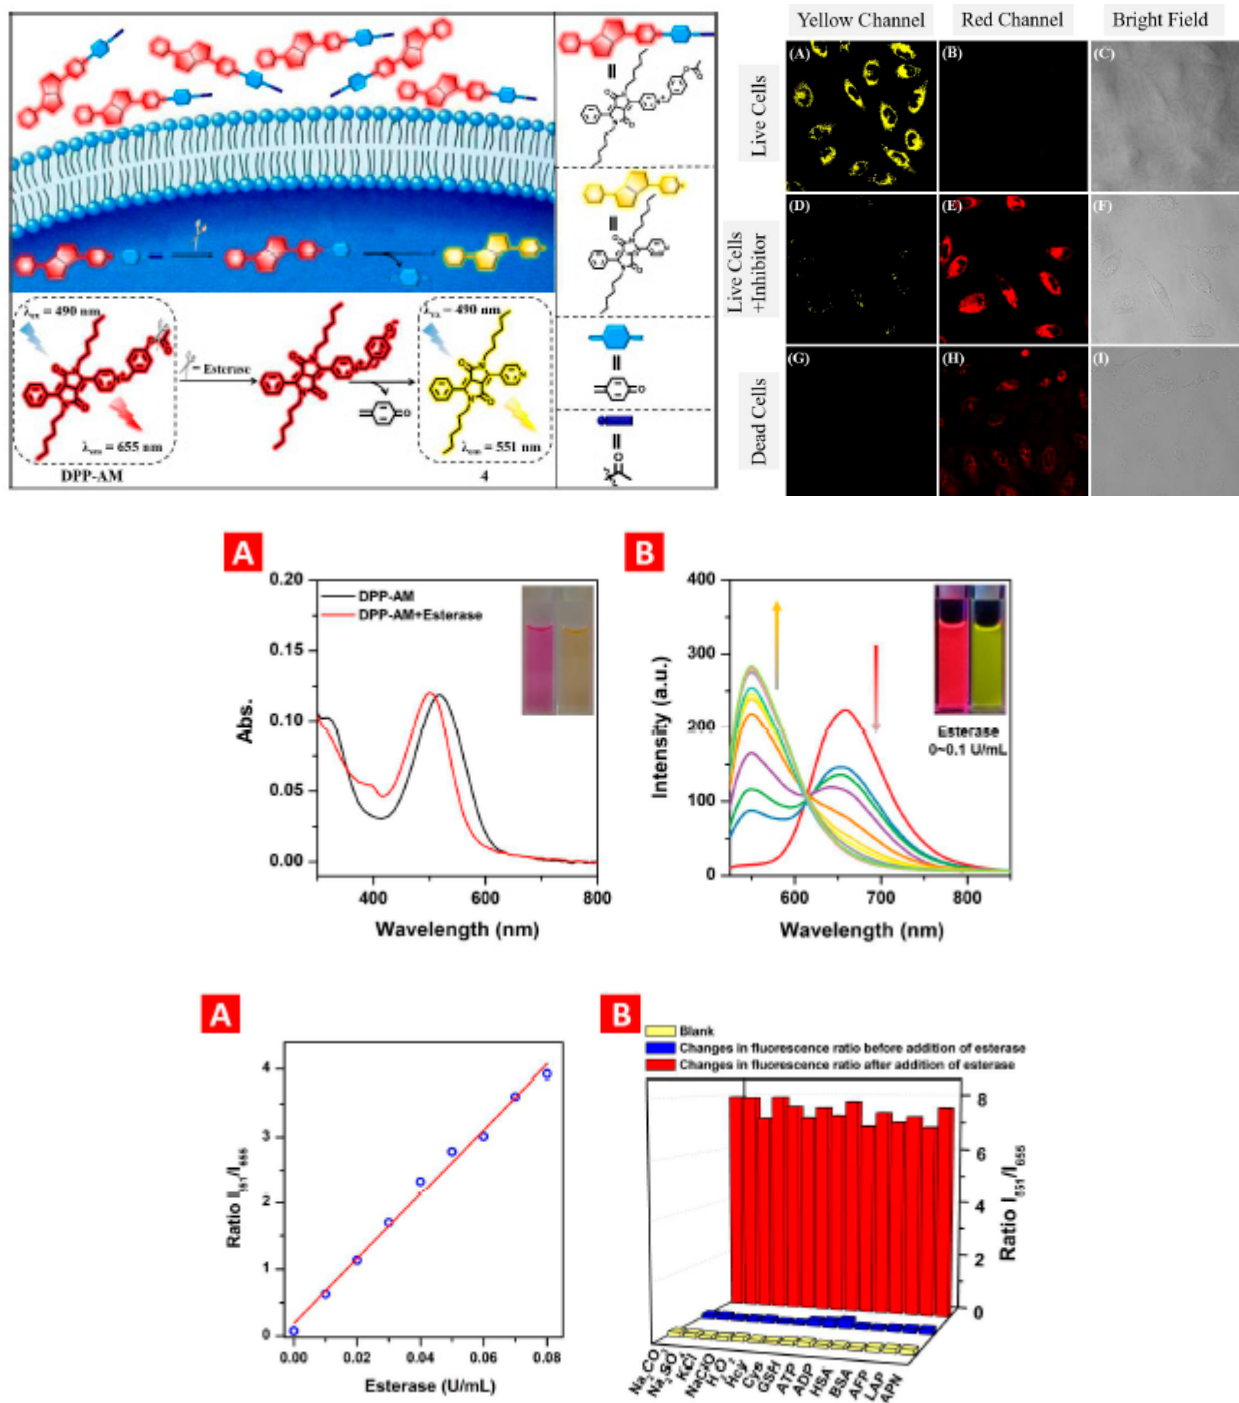 Yellow Channel
Red Channel
Bright Field
Live Cells
Live Cells +Inhibitor
Dead Cells
(A)
(B)
(C)
(D)
(E)
(F)
(G)
(H)
(I)
λex = 490 nm
λem = 655 nm
DPP-AM
= Esterase
λex = 490 nm
λem = 551 nm
4
A
0.20
0.15
0.10
0.05
0.00
Abs.
DPP-AM
DPP-AM+Esterase
400
600
800
Wavelength (nm)
B
400
300
200
100
0
Intensity (a.u.)
Esterase
0~0.1 U/mL
600
700
800
Wavelength (nm)
A
4
3
2
1
0
Ratio I551/I655
0.00
0.02
0.04
0.06
0.08
Esterase (U/mL)
B
Blank
Changes in fluorescence ratio before addition of esterase
Changes in fluorescence ratio after addition of esterase
8
6
4
2
0
Ratio I551/I655
Na2CO3
Na2SO4
KCl
NaClO
H2O2
Hcy
Cys
GSH
ATP
ADP
HSA
BSA
AFP
LAP
APN